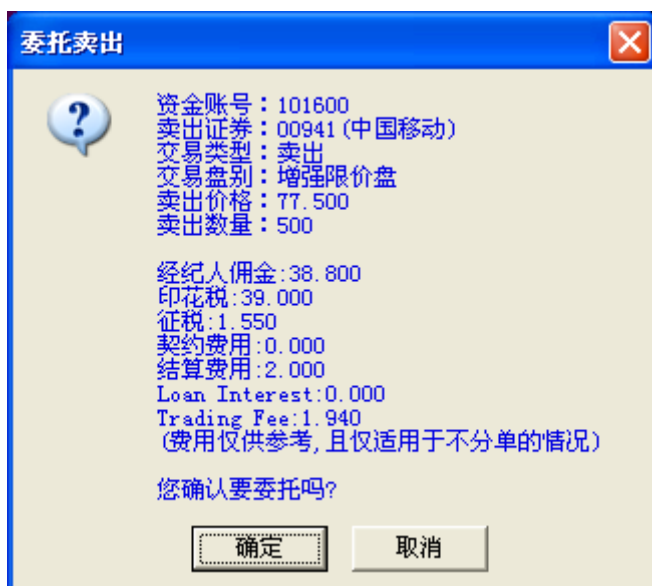 委托卖出
资金账号：101600
卖出证券：00941(中国移动)
交易类型：卖出
交易盘别：增强限价盘
卖出价格：77.500
卖出数量：500
经纪人佣金:38.800
印花税:39.000
征税:1.550
契约费用:0.000
结算费用:2.000
Loan Interest:0.000
Trading Fee:1.940
(费用仅供参考,且仅适用于不分单的情况)
您确认要委托吗?
确定
取消